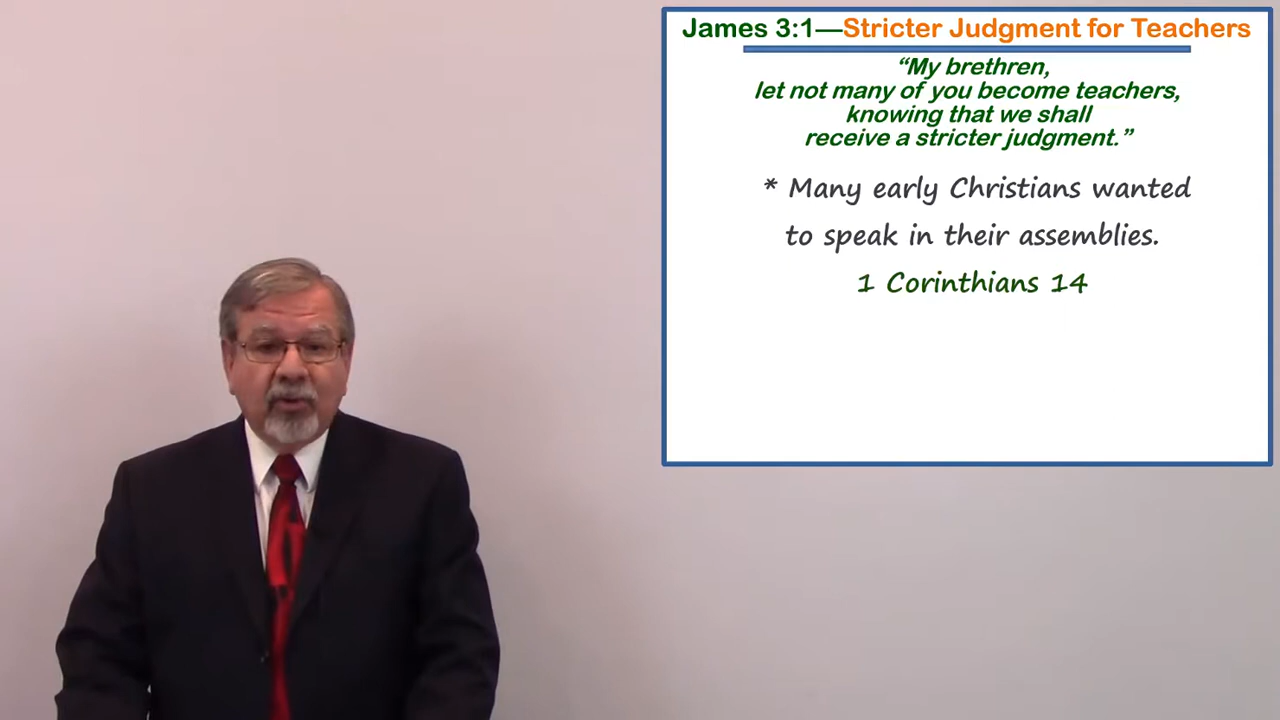 James 3:1—Stricter Judgment for Teachers
“My brethren,
let not many of you become teachers,
knowing that we shall
receive a stricter judgment.”
* Many early Christians wanted
to speak in their assemblies.
1 Corinthians 14